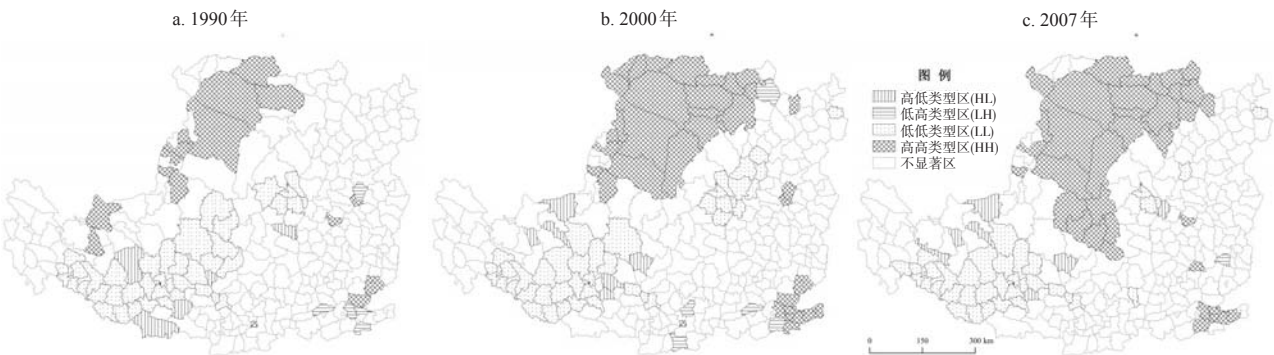 a. 1990年
b. 2000年
c. 2007年
图 例
高低类型区(HL)
低高类型区(LH)
低低类型区(LL)
高高类型区(HH)
不显著区
0 150 300 km